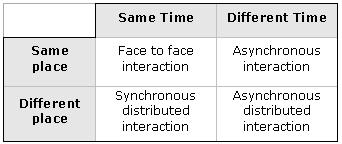 Same Time Different Time
Same place Face to face interaction Asynchronous interaction
Different place Synchronous distributed interaction Asynchronous distributed interaction